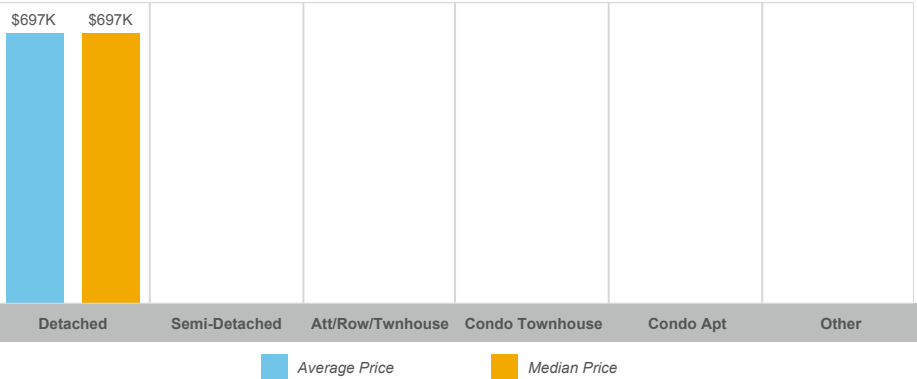 $697K $697K
Detached Semi-Detached Att/Row/Twnhouse Condo Townhouse Condo Apt Other
Average Price Median Price